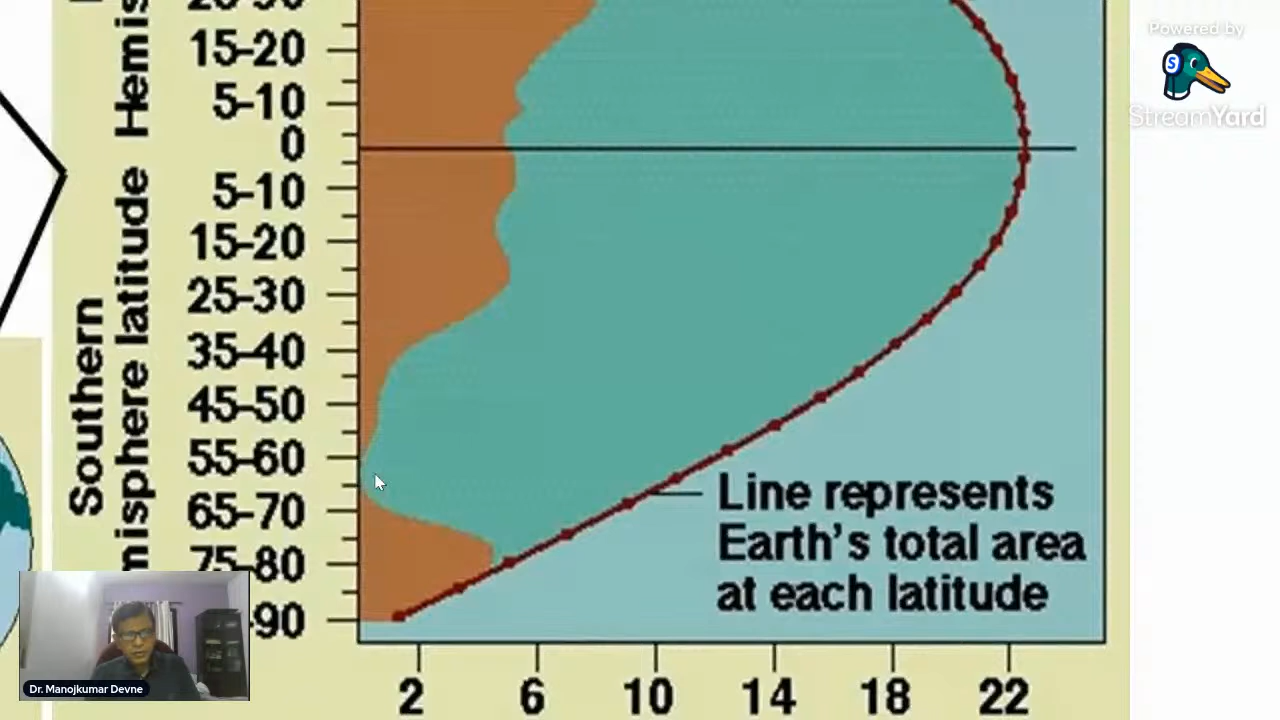 Powered by
StreamYard
15-20
5-10
0
5-10
15-20
25-30
35-40
45-50
55-60
65-70
75-80
-90
Southern
misphere latitude Hemis
Line represents
Earth's total area
at each latitude
2 6 10 14 18 22
Dr. Manojkumar Devne